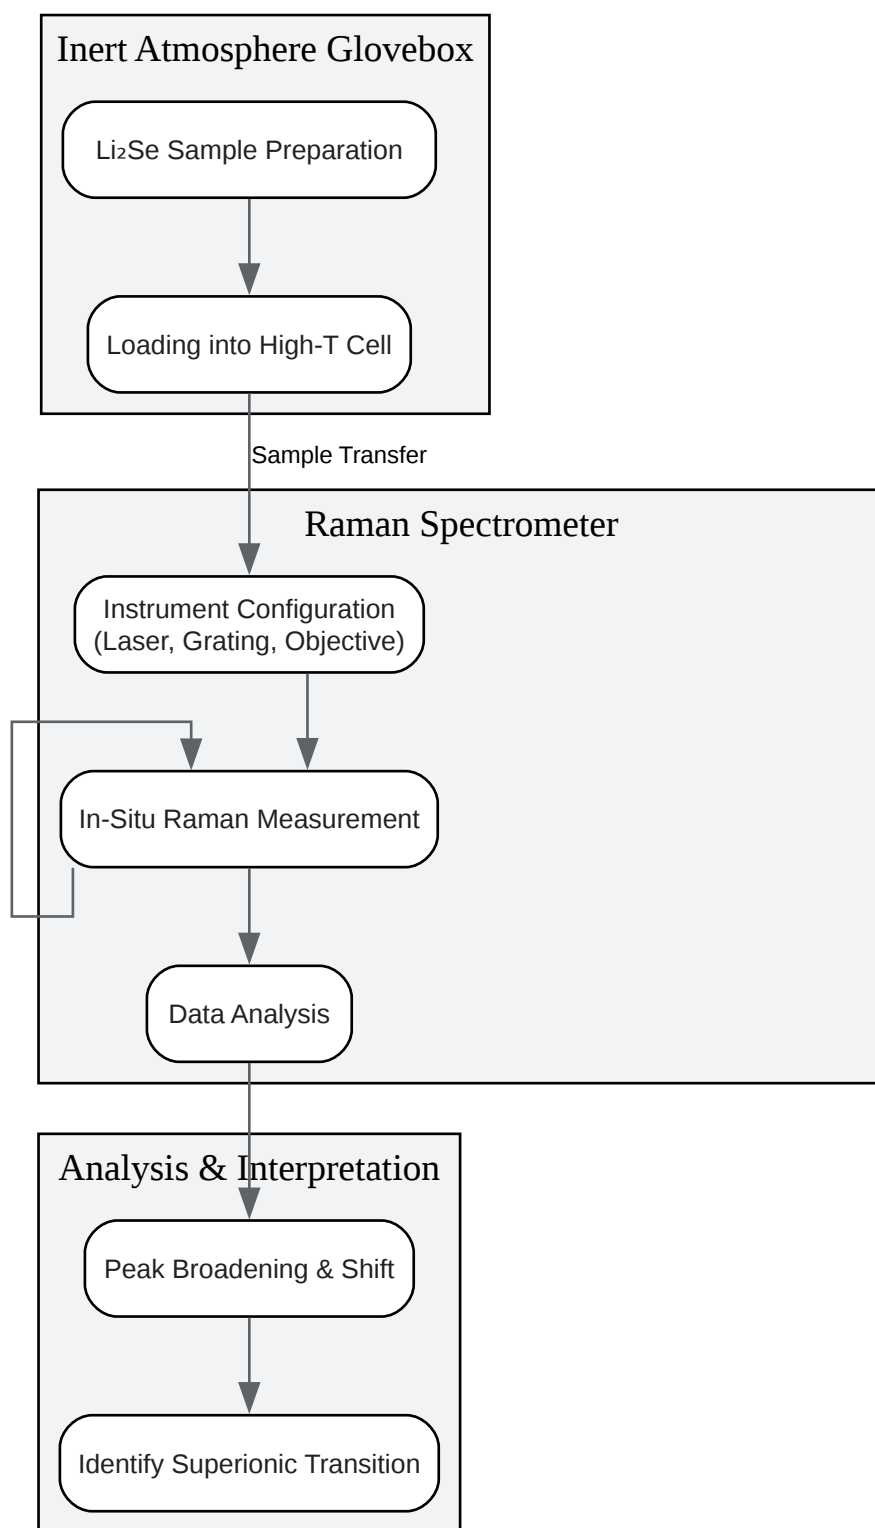 Inert Atmosphere Glovebox
Li₂Se Sample Preparation
Loading into High-T Cell
Sample Transfer
Raman Spectrometer
Instrument Configuration
(Laser, Grating, Objective)
In-Situ Raman Measurement
Data Analysis
Analysis & Interpretation
Peak Broadening & Shift
Identify Superionic Transition